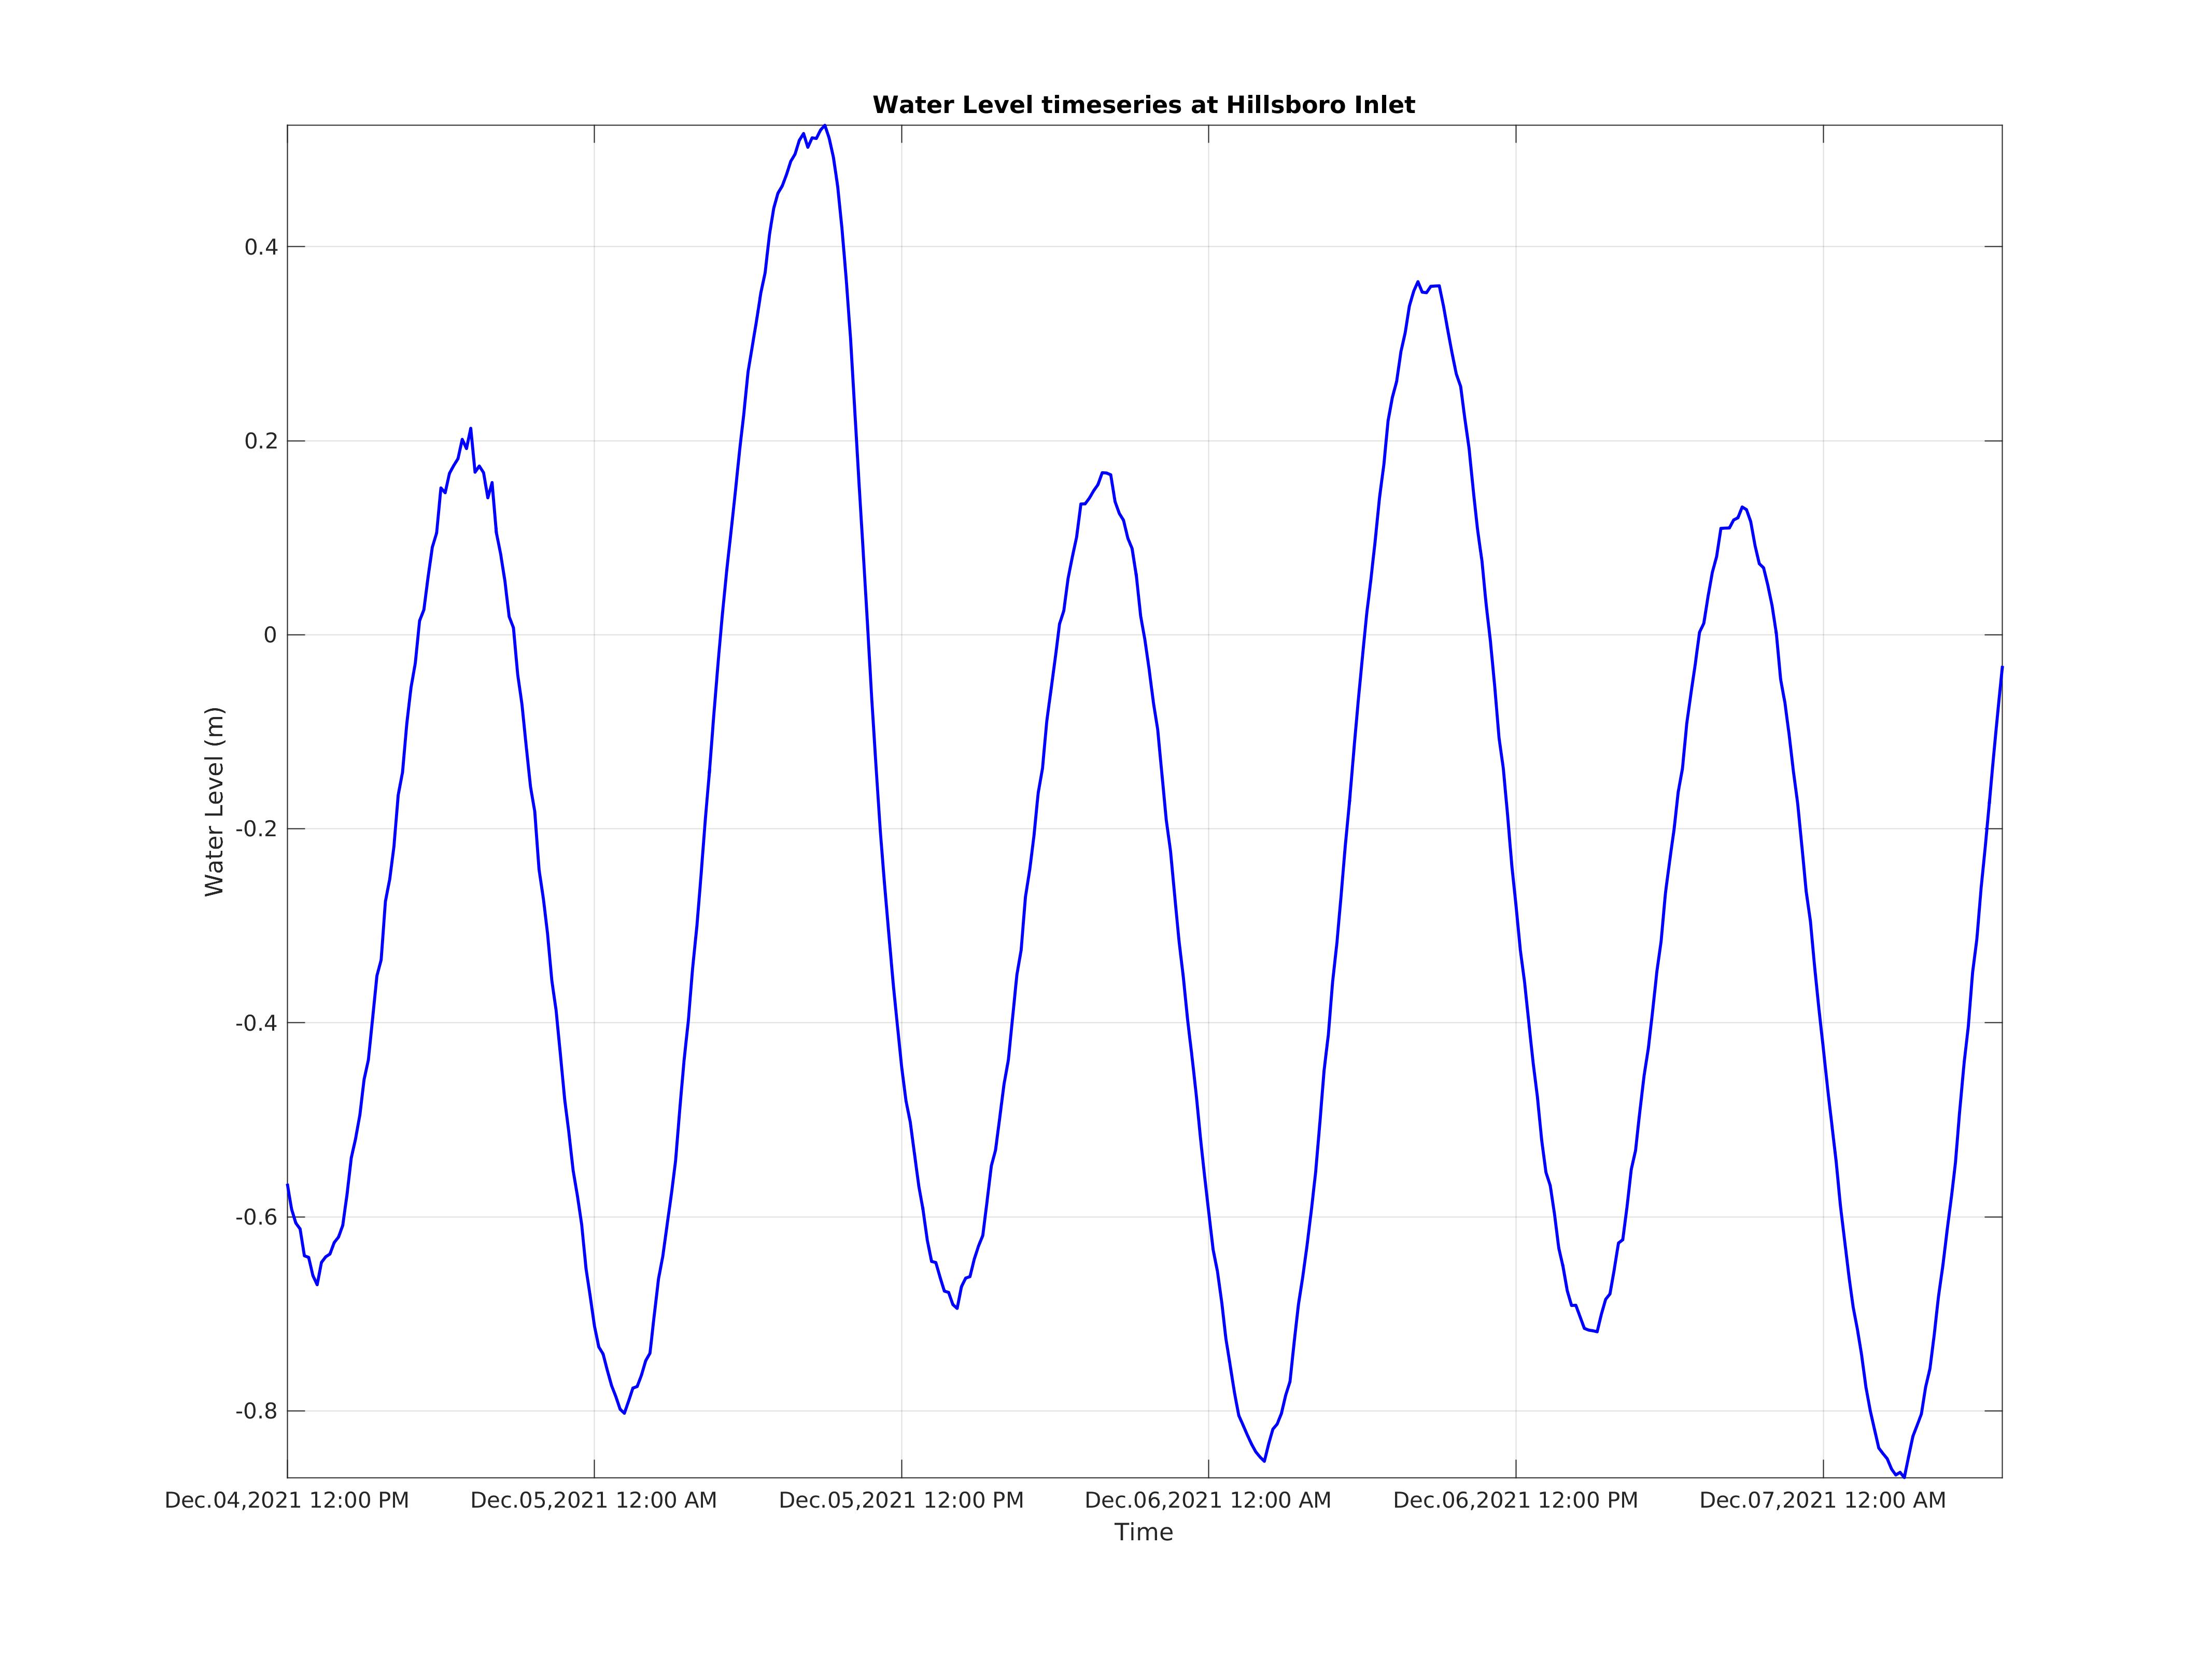 Water Level timeseries at Hillsboro Inlet
0.4
0.2
0
-0.2
-0.4
-0.6
-0.8
Water Level (m)
Dec.04,2021 12:00 PM Dec.05,2021 12:00 AM Dec.05,2021 12:00 PM Dec.06,2021 12:00 AM Dec.06,2021 12:00 PM Dec.07,2021 12:00 AM
Time